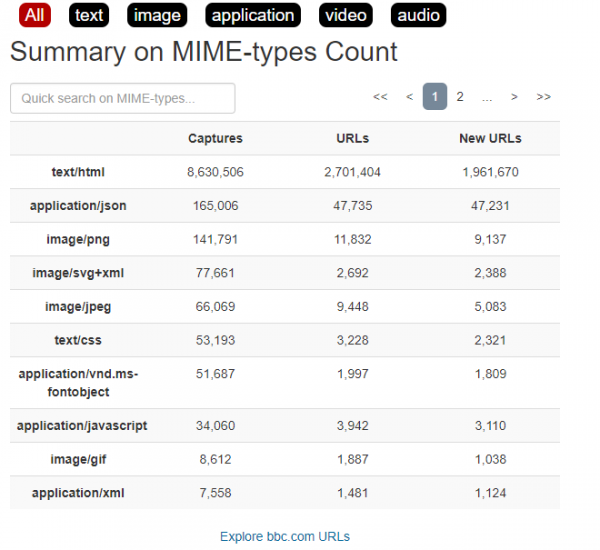 All text image application video audio
Summary on MIME-types Count
Quick search on MIME-types...
<< < 1 2 ... > >>
Captures URLs New URLs
text/html 8,630,506 2,701,404 1,961,670
application/json 165,006 47,735 47,231
image/png 141,791 11,832 9,137
image/svg+xml 77,661 2,692 2,388
image/jpeg 66,069 9,448 5,083
text/css 53,193 3,228 2,321
application/vnd.ms- 51,687 1,997 1,809
fontobject
application/javascript 34,060 3,942 3,110
image/gif 8,612 1,887 1,038
application/xml 7,558 1,481 1,124
Explore bbc.com URLs